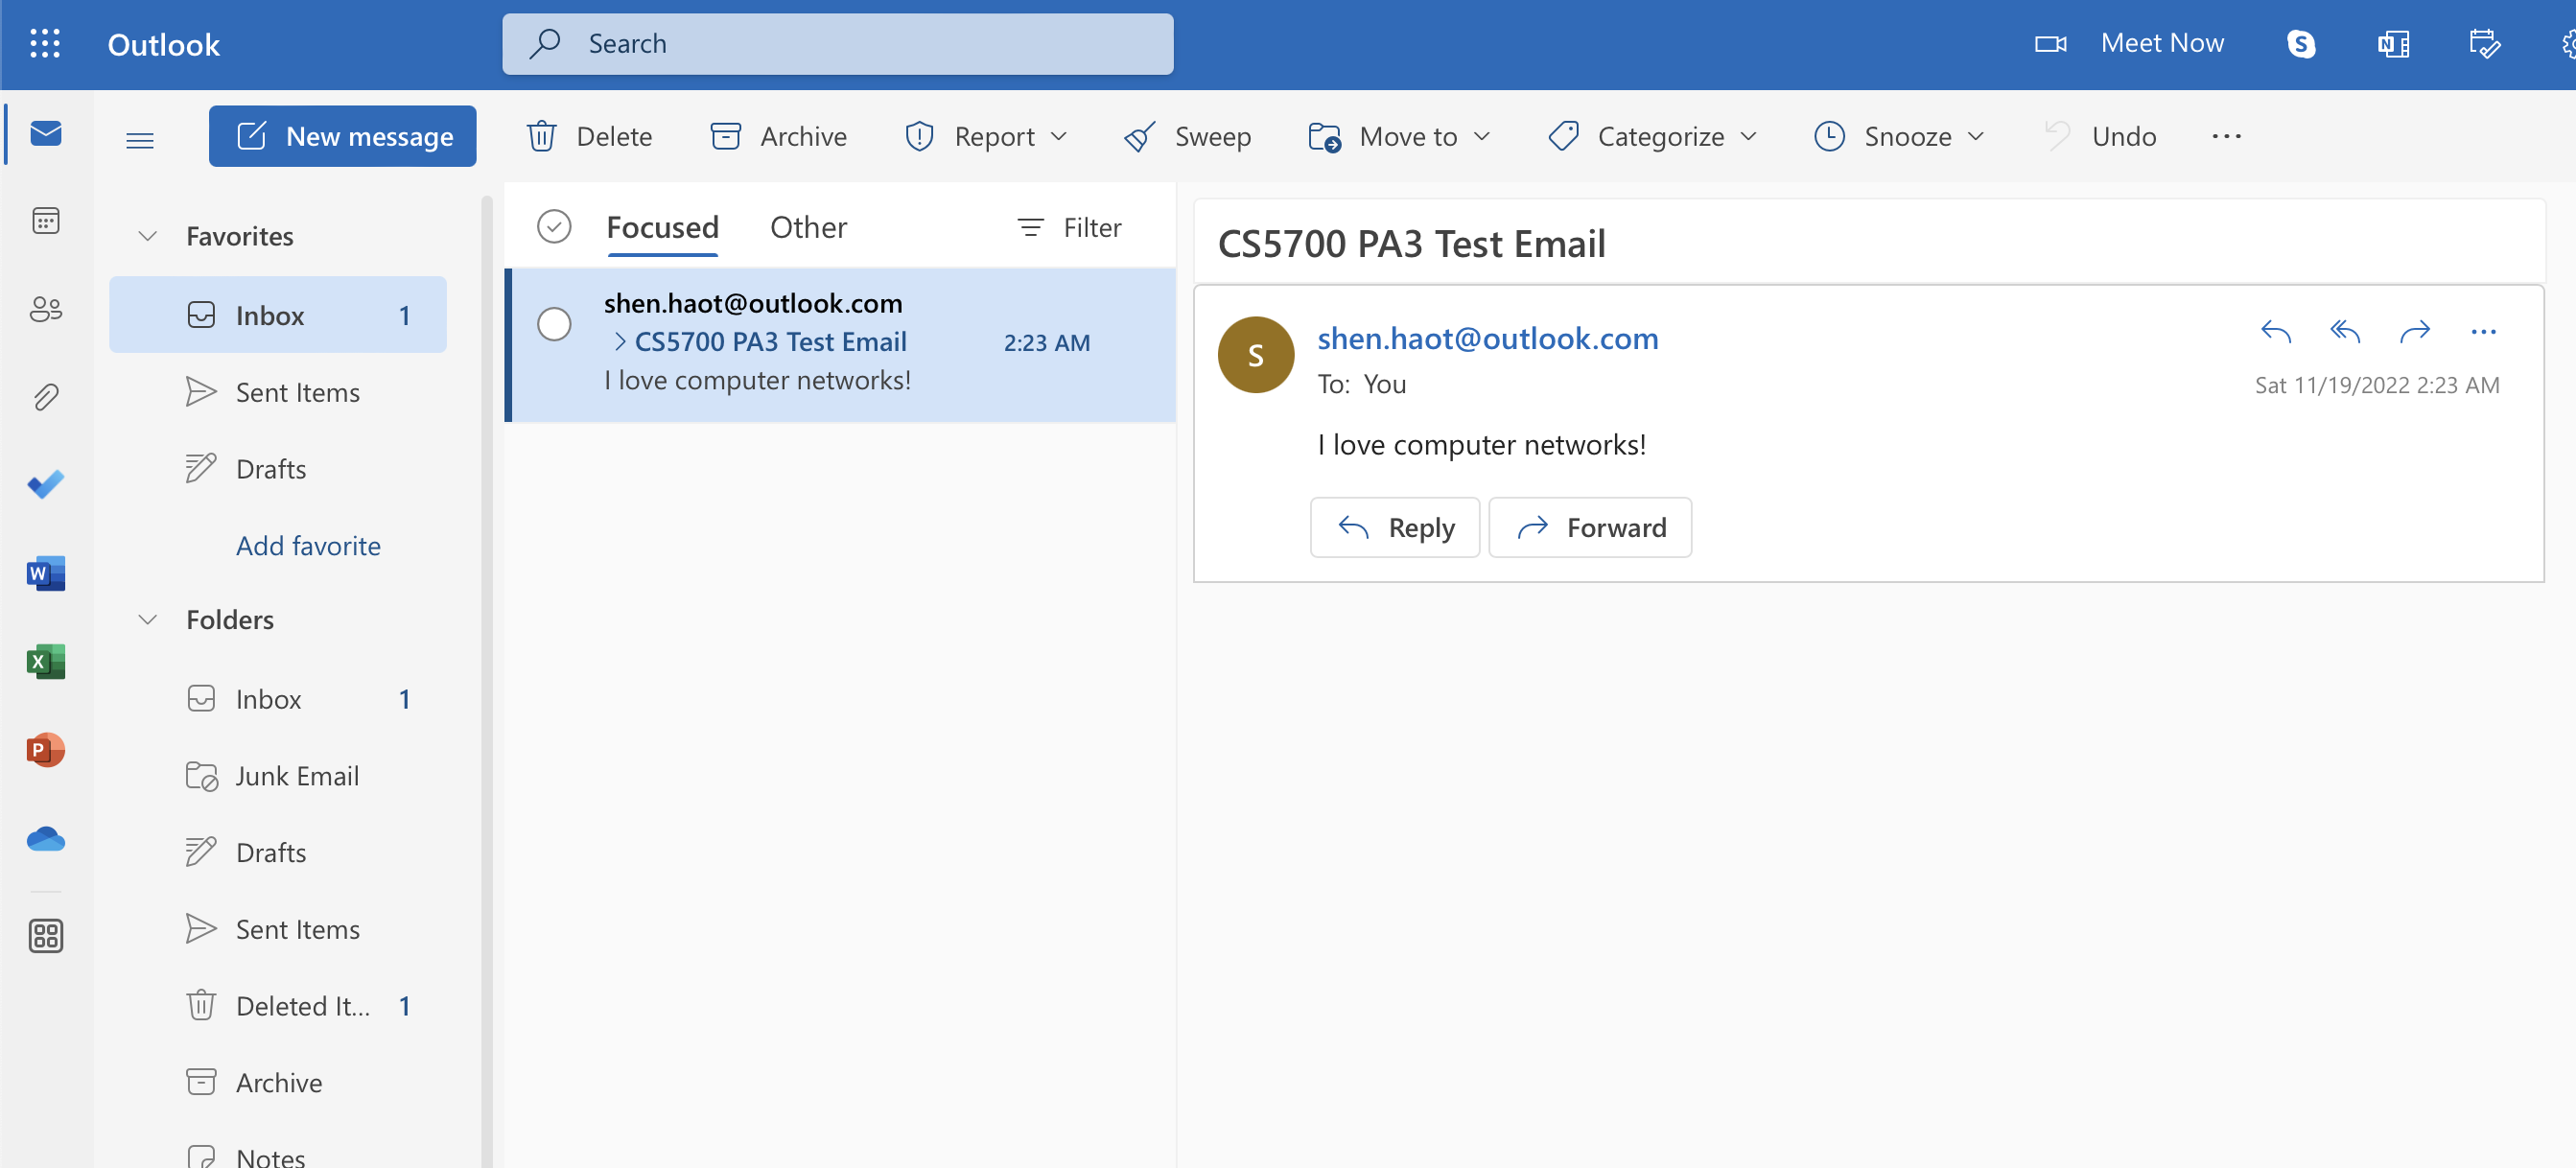 Outlook
Search
Meet Now
New message
Delete
Archive
Report
Sweep
Move to
Categorize
Snooze
Undo
Favorites
Inbox 1
Sent Items
Drafts
Add favorite
Folders
Inbox 1
Junk Email
Drafts
Sent Items
Deleted It... 1
Archive
Notes
Focused Other Filter
shen.haot@outlook.com
CS5700 PA3 Test Email 2:23 AM
I love computer networks!
CS5700 PA3 Test Email
S
shen.haot@outlook.com
To: You
Sat 11/19/2022 2:23 AM
I love computer networks!
Reply Forward
W
X
P
S
N